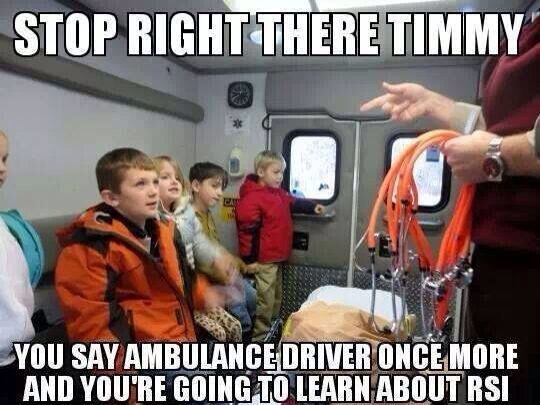 STOP RIGHT THERE TIMMY
YOU SAY AMBULANCE DRIVER ONCE MORE
AND YOU'RE GOING TO LEARN ABOUT RSI